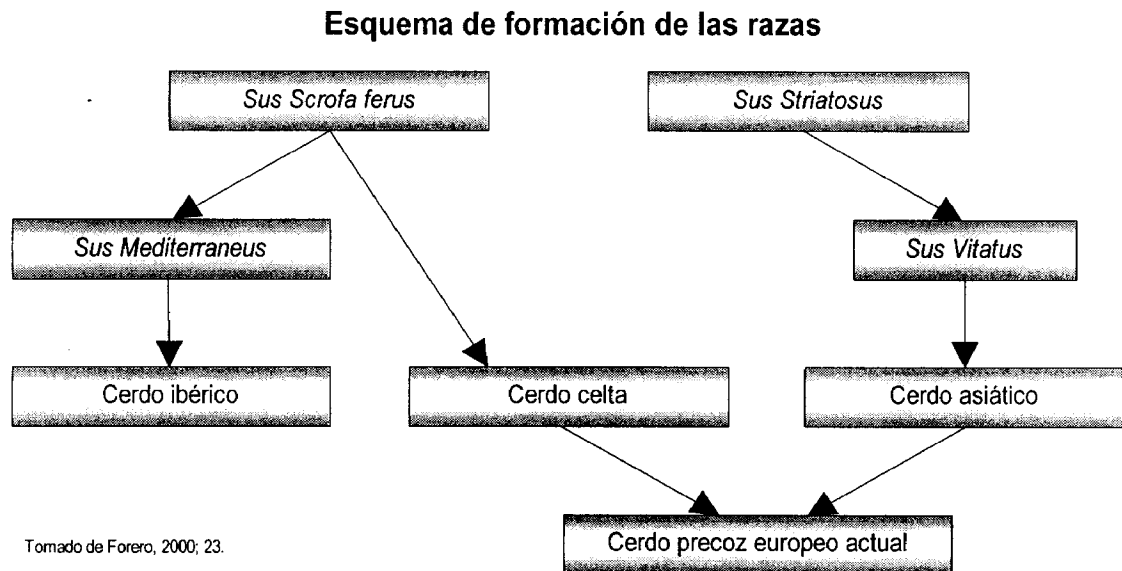 Esquema de formación de las razas
Sus Scrofa ferus
Sus Striatosus
Sus Mediterraneus
Sus Vitatus
Cerdo ibérico
Cerdo celta
Cerdo asiático
Cerdo precoz europeo actual
Tomado de Forero, 2000; 23.